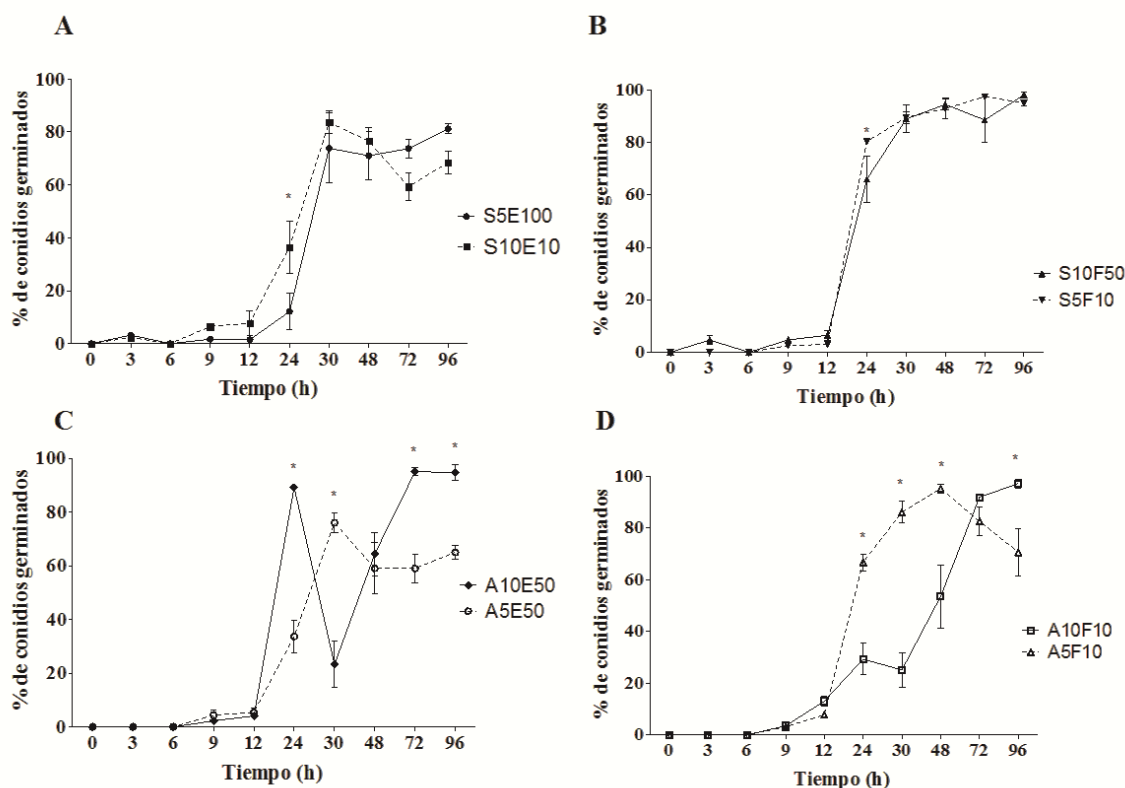 A
% de conidios germinados
100
80
60
40
20
0
*
S5E100
S10E10
0 3 6 9 12 24 30 48 72 96
Tiempo (h)
B
% de conidios germinados
100
80
60
40
20
0
*
S10F50
S5F10
0 3 6 9 12 24 30 48 72 96
Tiempo (h)
C
% de conidios germinados
100
80
60
40
20
0
* * * *
A10E50
A5E50
0 3 6 9 12 24 30 48 72 96
Tiempo (h)
D
% de conidios germinados
100
80
60
40
20
0
* * * *
A10F10
A5F10
0 3 6 9 12 24 30 48 72 96
Tiempo (h)